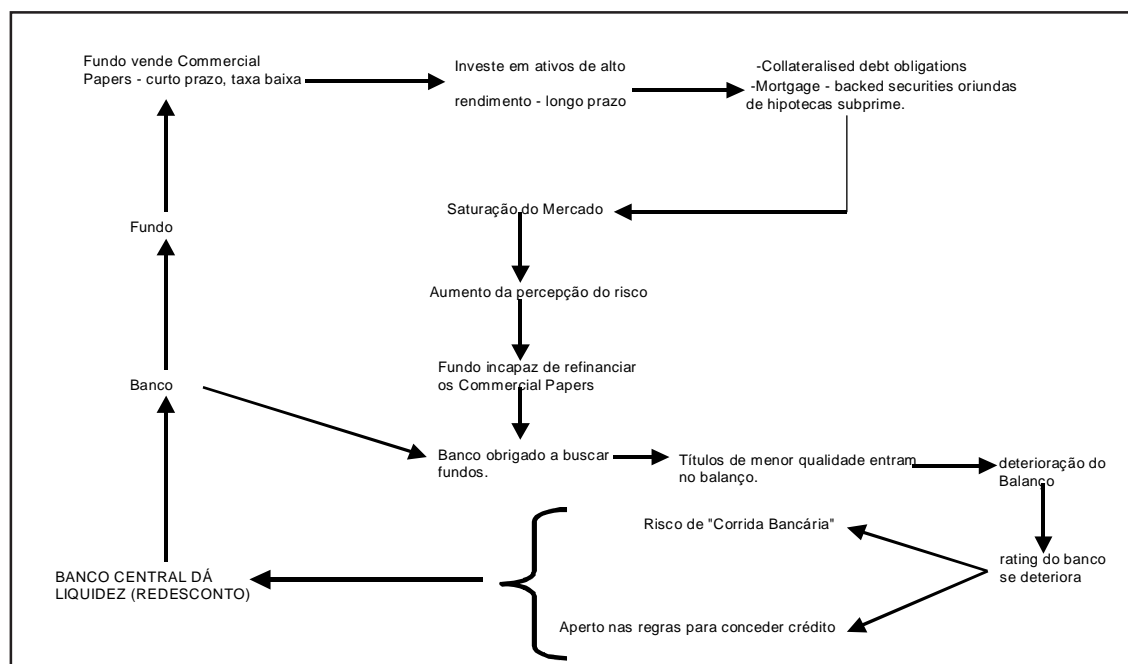 Fundo vende Commercial
Papers - curto prazo, taxa baixa
Investe em ativos de alto
rendimento - longo prazo
-Collateralised debt obligations
-Mortgage - backed securities oriundas
de hipotecas subprime.
Saturação do Mercado
Fundo
Aumento da percepção do risco
Fundo incapaz de refinanciar
os Commercial Papers
Banco
Banco obrigado a buscar
fundos.
Títulos de menor qualidade entram
no balanço.
deterioração do
Balanço
Risco de "Corrida Bancária"
rating do banco
se deteriora
BANCO CENTRAL DÁ
LIQUIDEZ (REDESCONTO)
Aperto nas regras para conceder crédito